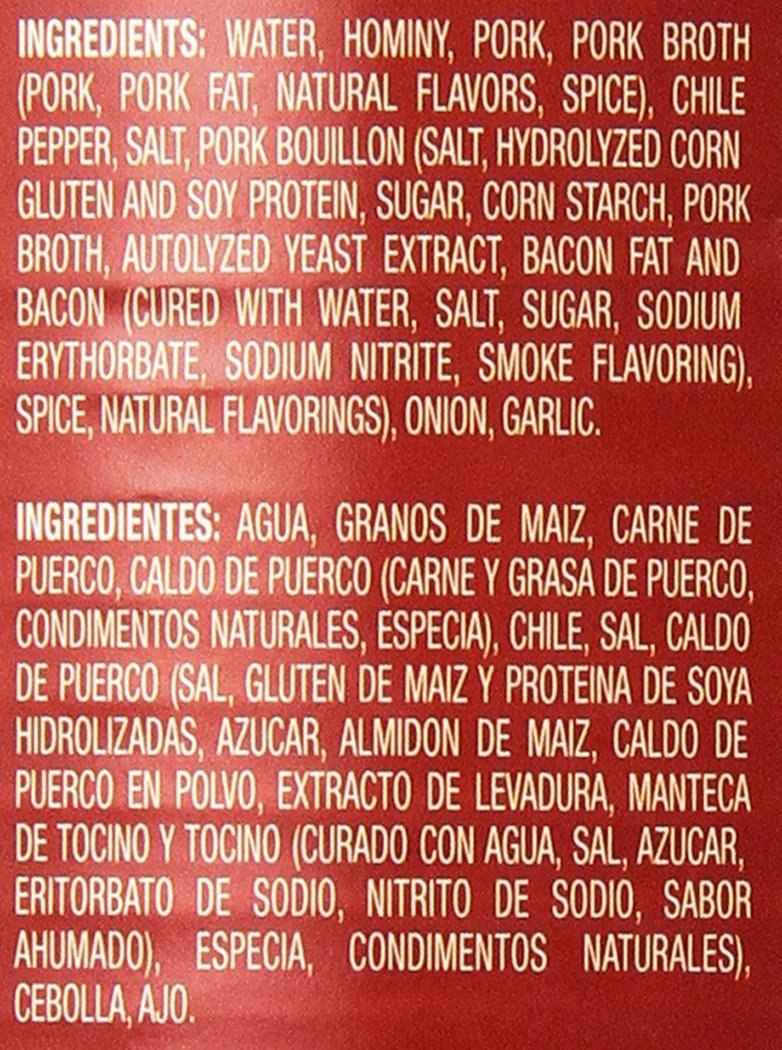 INGREDIENTS: WATER, HOMINY, PORK, PORK BROTH
(PORK, PORK FAT, NATURAL FLAVORS, SPICE), CHILE
PEPPER, SALT, PORK BOUILLON (SALT, HYDROLYZED CORN
GLUTEN AND SOY PROTEIN, SUGAR, CORN STARCH, PORK
BROTH, AUTOLYZED YEAST EXTRACT, BACON FAT AND
BACON (CURED WITH WATER, SALT, SUGAR, SODIUM
ERYTHORBATE, SODIUM NITRITE, SMOKE FLAVORING),
SPICE, NATURAL FLAVORINGS), ONION, GARLIC.
INGREDIENTES: AGUA, GRANOS DE MAIZ, CARNE DE
PUERCO, CALDO DE PUERCO (CARNE Y GRASA DE PUERCO,
CONDIMENTOS NATURALES, ESPECIA), CHILE, SAL, CALDO
DE PUERCO (SAL, GLUTEN DE MAIZ Y PROTEINA DE SOYA
HIDROLIZADAS, AZUCAR, ALMIDON DE MAIZ, CALDO DE
PUERCO EN POLVO, EXTRACTO DE LEVADURA, MANTECA
DE TOCINO Y TOCINO (CURADO CON AGUA, SAL, AZUCAR,
ERITORBATO DE SODIO, NITRITO DE SODIO, SABOR
AHUMADO), ESPECIA, CONDIMENTOS NATURALES),
CEBOLLA, AJO.